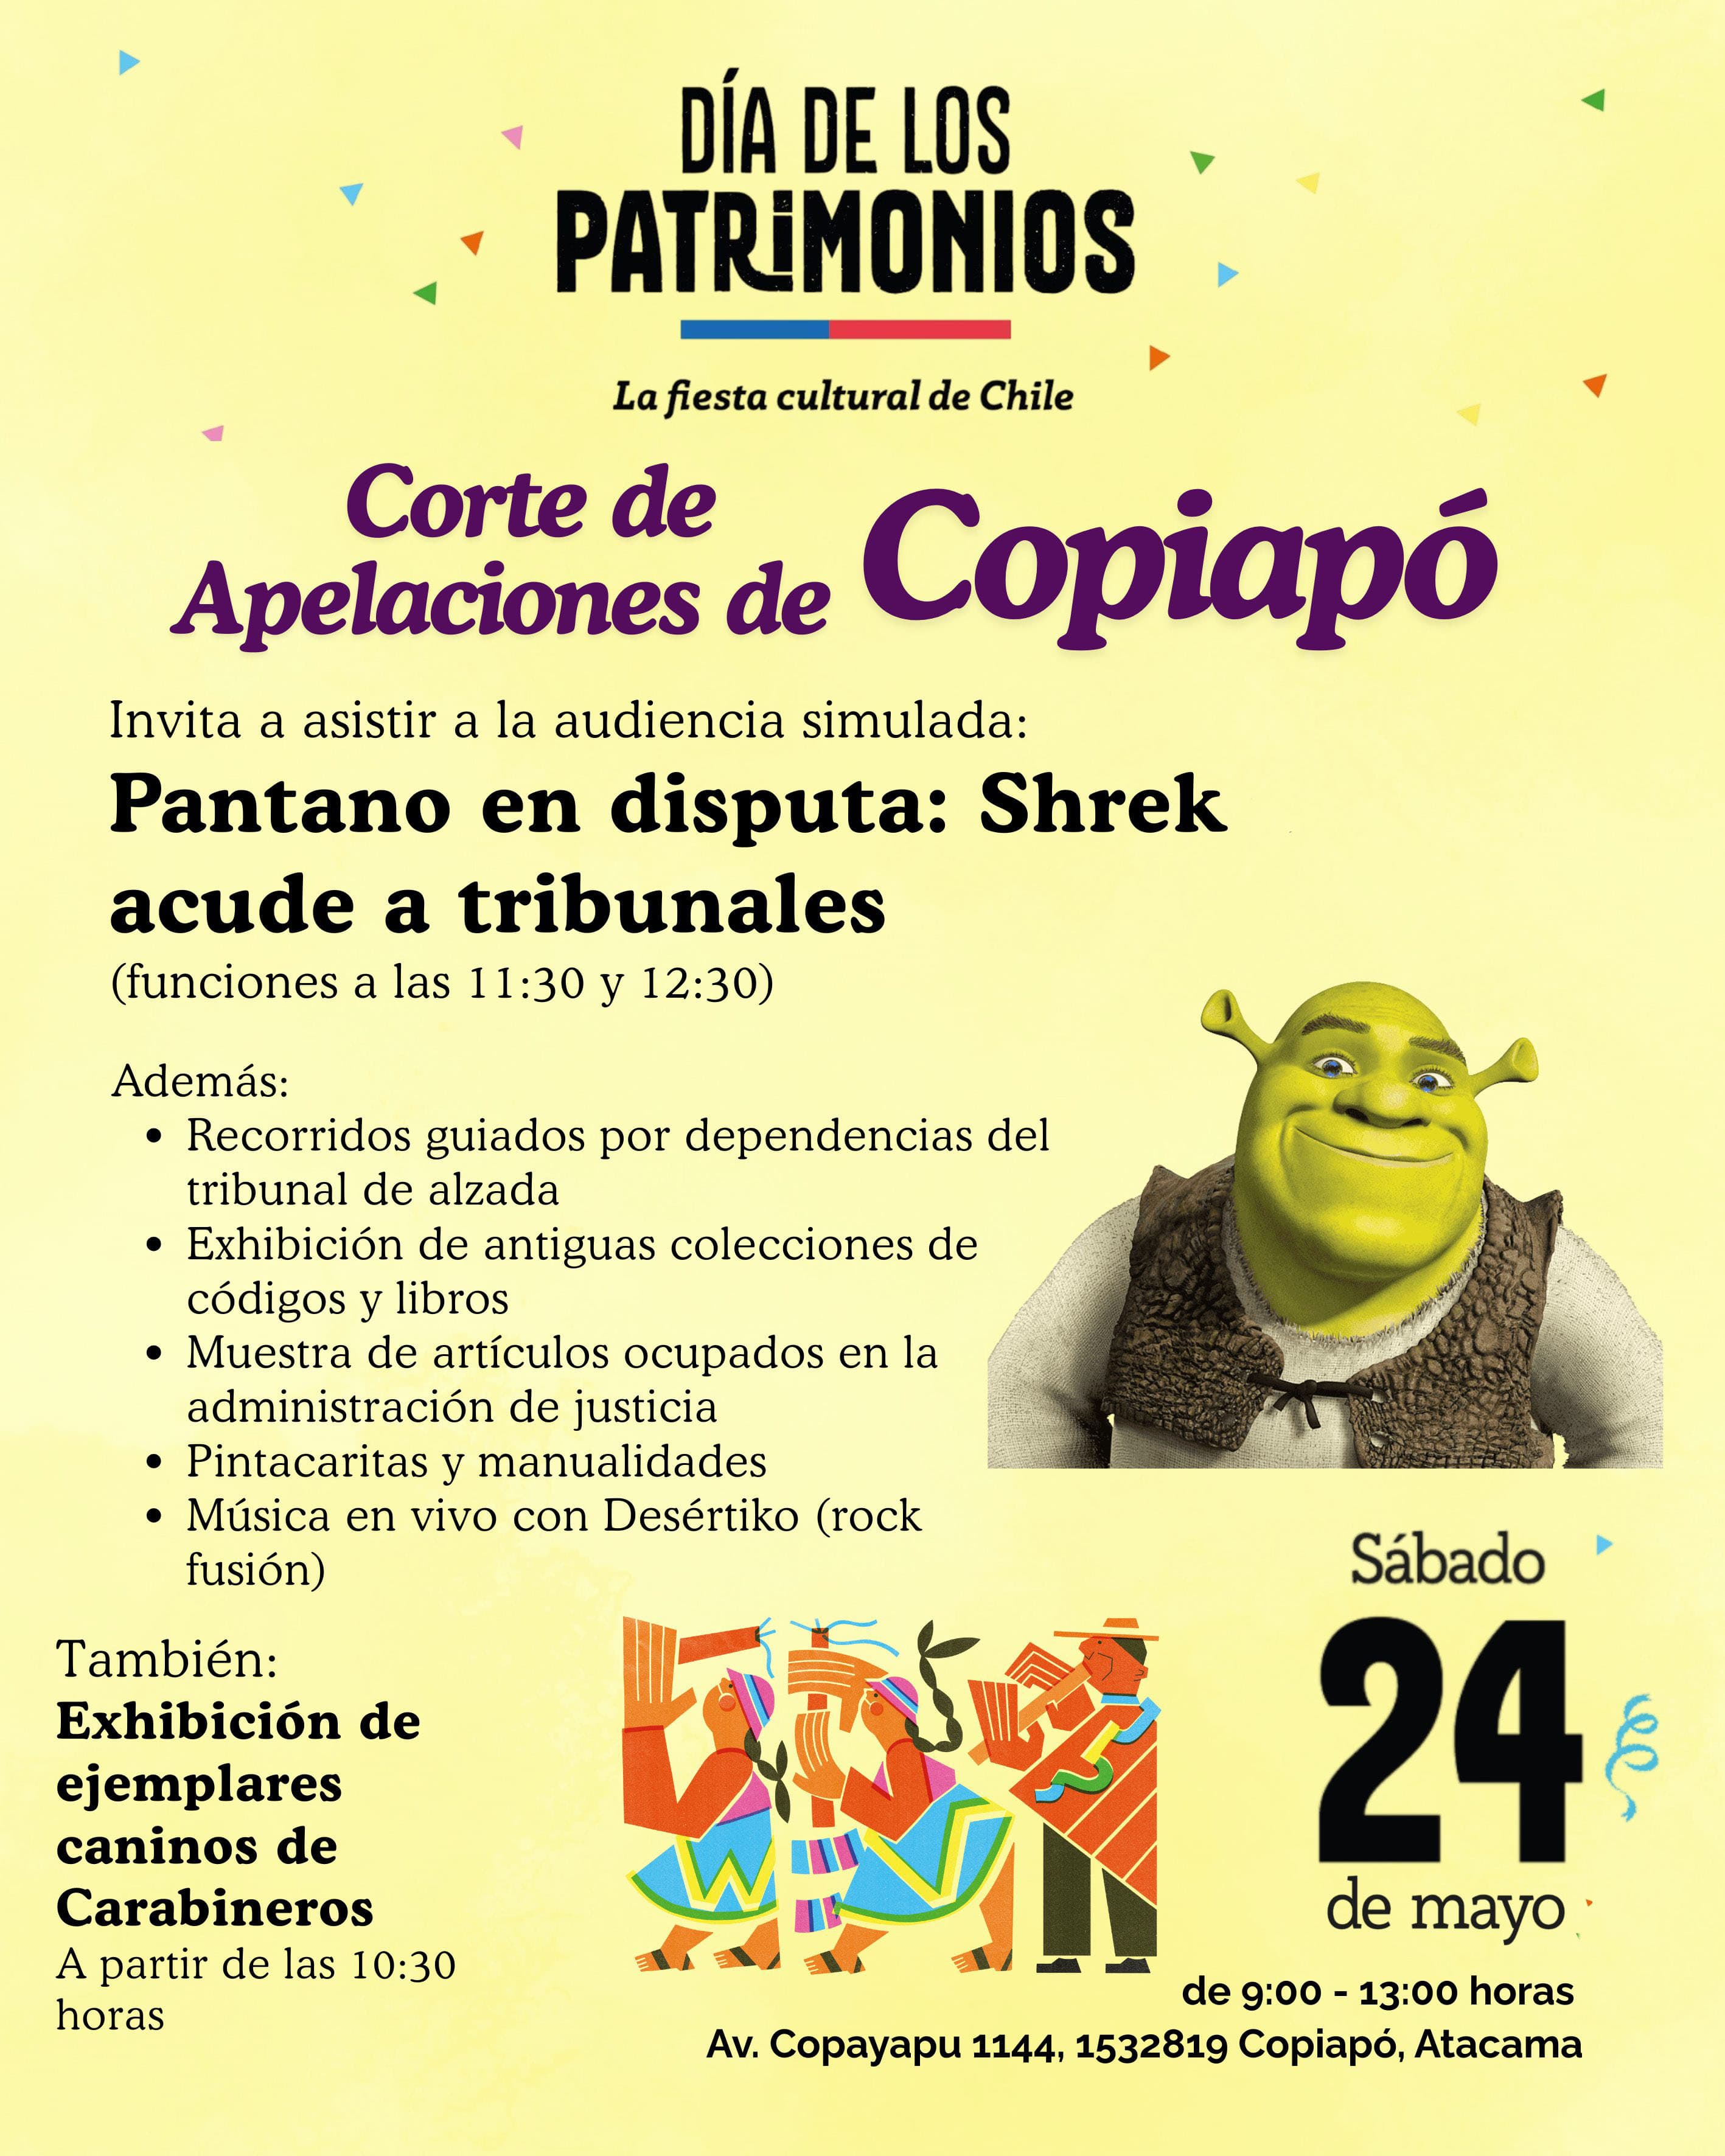 DÍA DE LOS
PATRiMONIOS
La fiesta cultural de Chile
Corte de
Apelaciones de Copiapó
Invita a asistir a la audiencia simulada:
Pantano en disputa: Shrek
acude a tribunales
(funciones a las 11:30 y 12:30)
Además:
• Recorridos guiados por dependencias del
tribunal de alzada
• Exhibición de antiguas colecciones de
códigos y libros
• Muestra de artículos ocupados en la
administración de justicia
• Pintacaritas y manualidades
• Música en vivo con Desértiko (rock
fusión)
También:
Exhibición de
ejemplares
caninos de
Carabineros
A partir de las 10:30
horas
Sábado
24
de mayo
de 9:00 - 13:00 horas
Av. Copayapu 1144, 1532819 Copiapó, Atacama